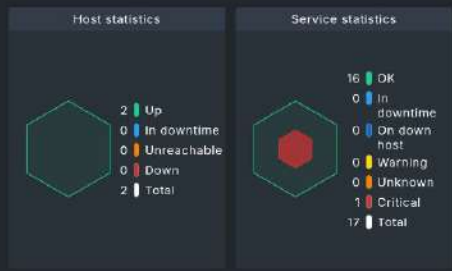 Host statistics
2 Up
0 In downtime
0 Unreachable
0 Down
2 Total
Service statistics
16 OK
0 In
downtime
0 On down
host
0 Warning
0 Unknown
1 Critical
17 Total